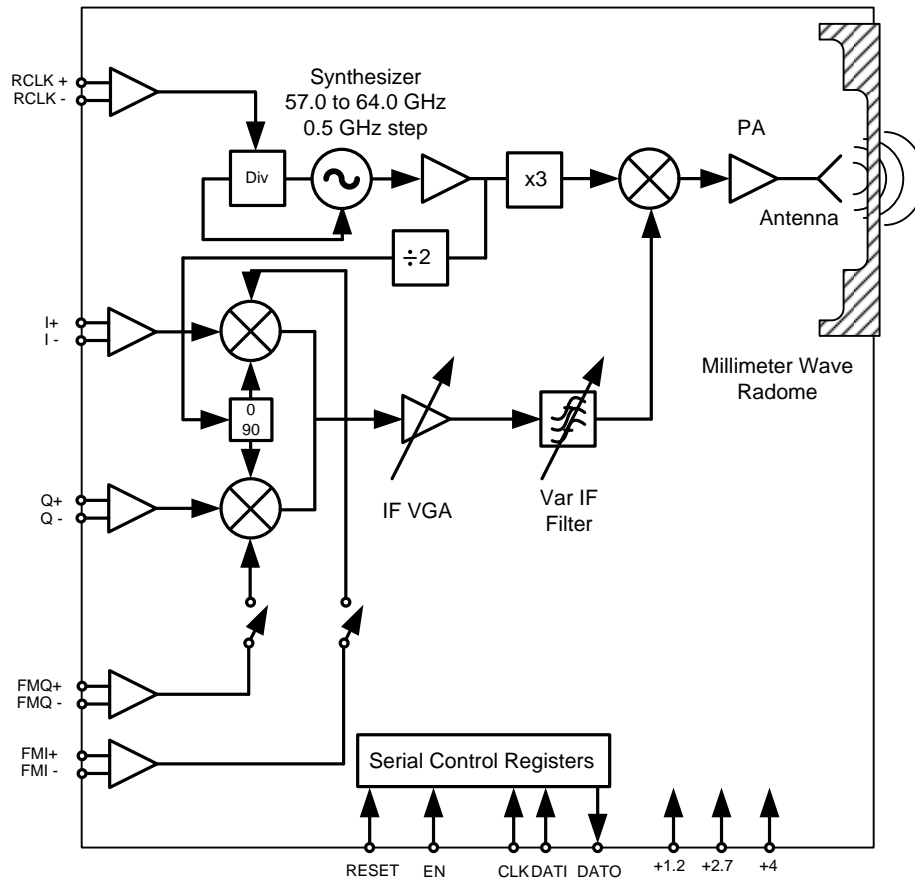 RCLK +
RCLK -
Synthesizer
57.0 to 64.0 GHz
0.5 GHz step
PA
Div
x3
Antenna
÷2
I+
I -
Millimeter Wave
Radome
0
90
Q+
Q -
IF VGA
Var IF
Filter
FMQ+
FMQ -
FMI+
FMI -
Serial Control Registers
RESET EN CLK DATI DATO +1.2 +2.7 +4